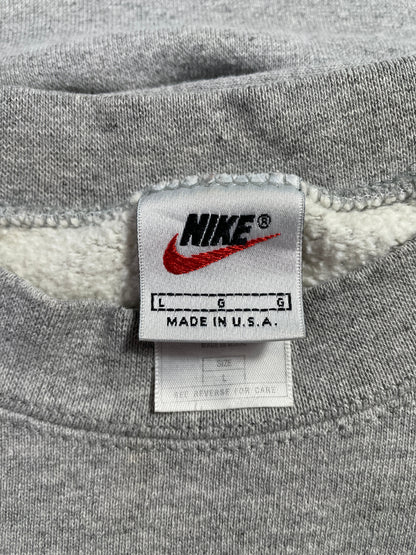 NIKE®
L G G
MADE IN U.S.A.
SIZE
L
SEE REVERSE FOR CARE